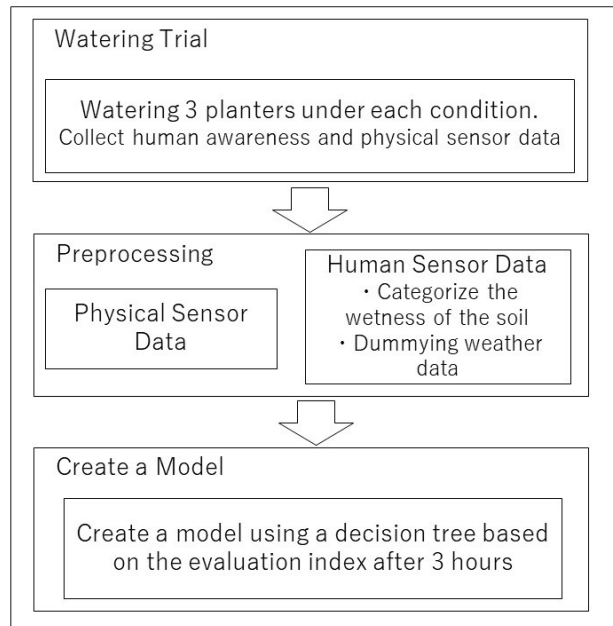 Watering Trial
Watering 3 planters under each condition.
Collect human awareness and physical sensor data
Preprocessing
Physical Sensor
Data
Human Sensor Data
・Categorize the
wetness of the soil
・Dummying weather
data
Create a Model
Create a model using a decision tree based
on the evaluation index after 3 hours